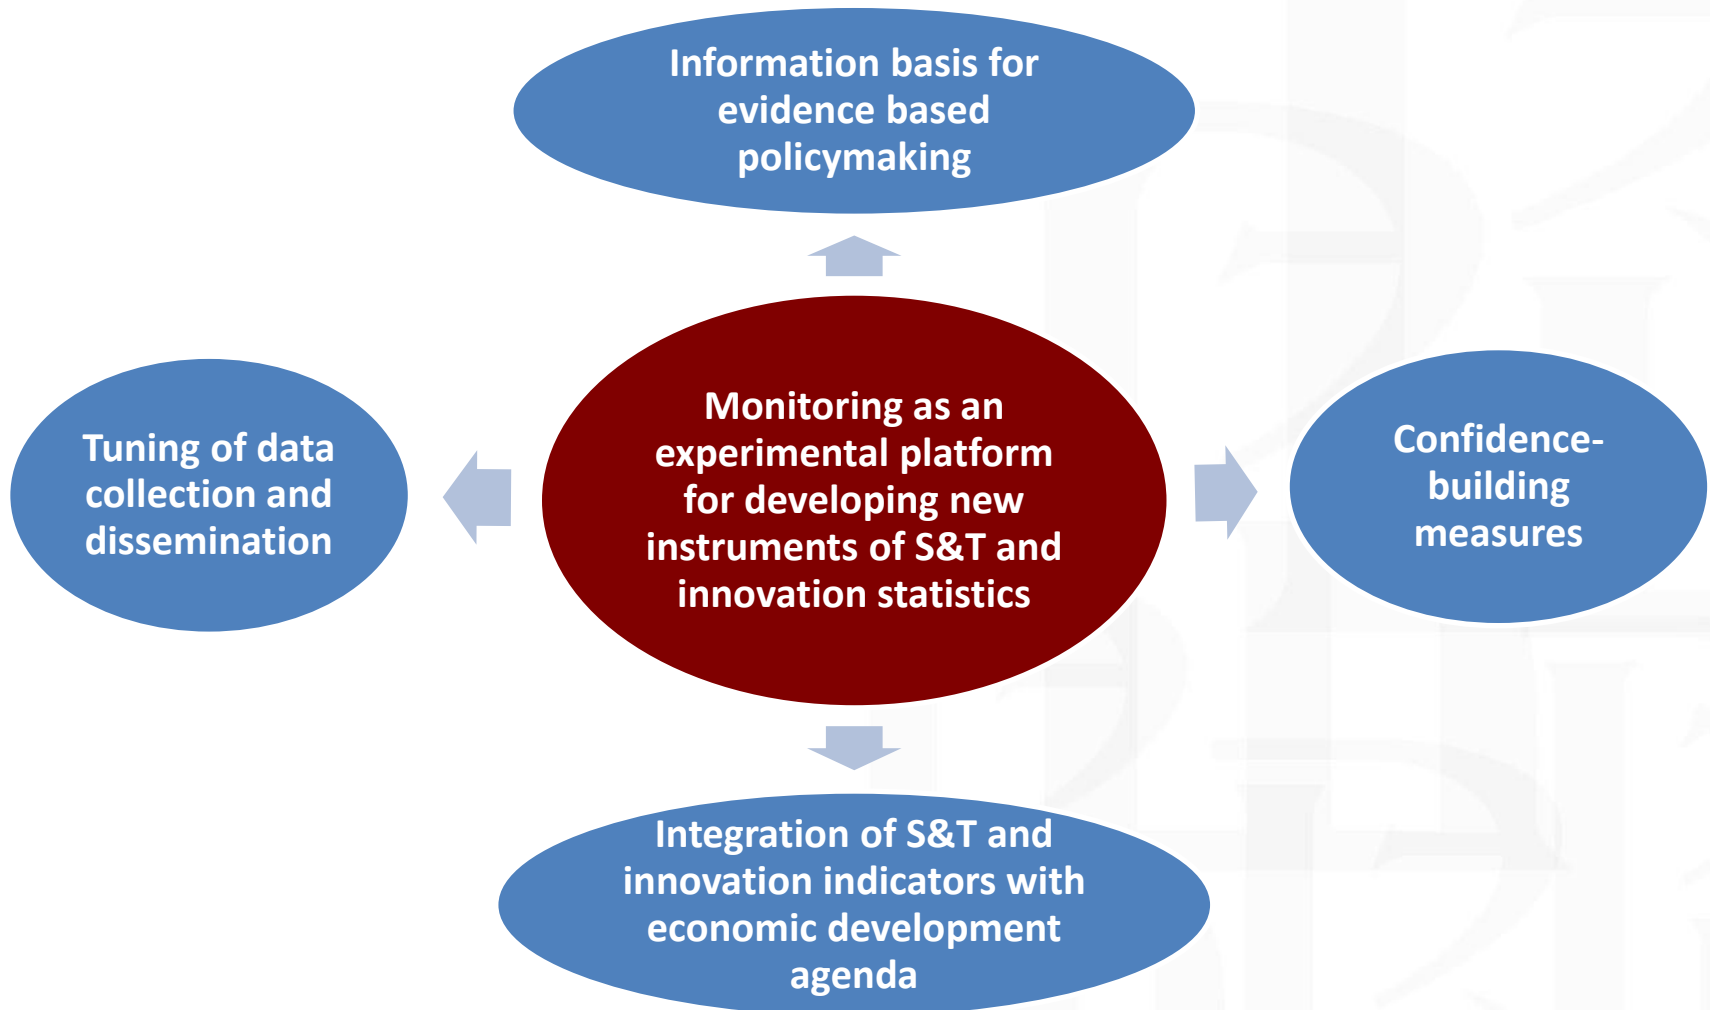 Information basis for
evidence based
policymaking
Tuning of data
collection and
dissemination
Monitoring as an
experimental platform
for developing new
instruments of S&T and
innovation statistics
Confidence-
building
measures
Integration of S&T and
innovation indicators with
economic development
agenda